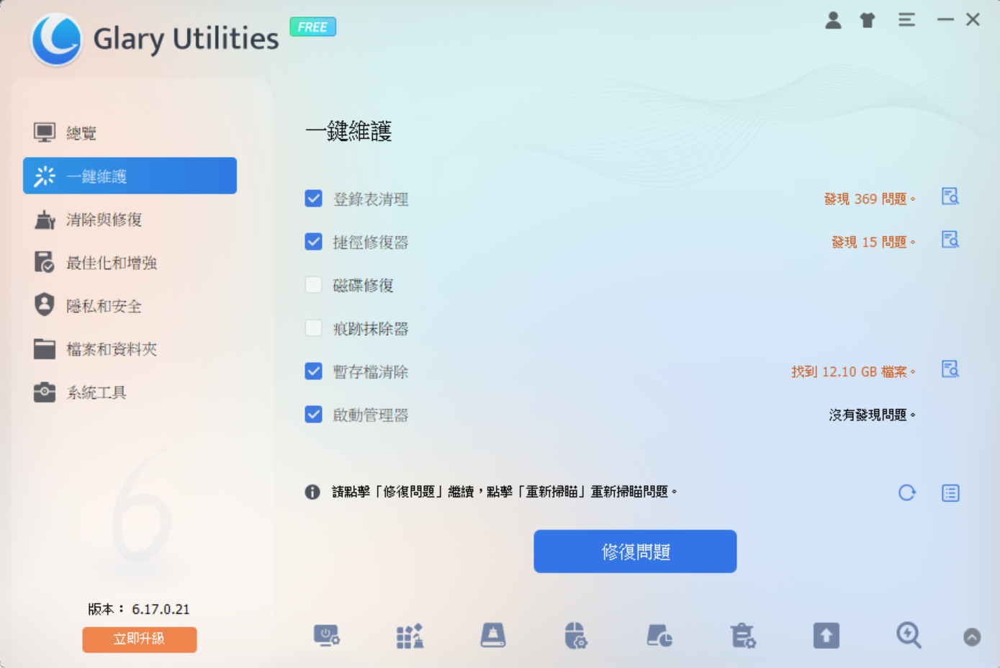 Glary Utilities FREE
總覽
一鍵維護
清除與修復
最佳化和增強
隱私和安全
檔案和資料夾
系統工具
6
版本： 6.17.0.21
立即升級
一鍵維護
登錄表清理 發現 369 問題。
捷徑修復器 發現 15 問題。
磁碟修復
痕跡抹除器
暫存檔清除 找到 12.10 GB 檔案。
啟動管理器 沒有發現問題。
請點擊「修復問題」繼續，點擊「重新掃瞄」重新掃瞄問題。
修復問題